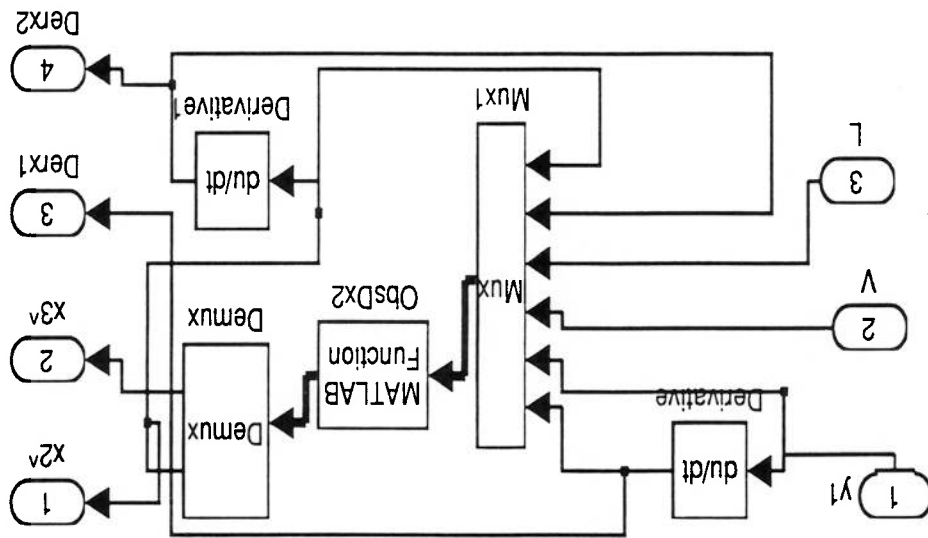 1
y1
du/dt
Derivative
2
V
3
L
Mux
Mux1
MATLAB
Function
ObsDx2
Demux
Demux
du/dt
Derivative1
1
x2^
2
x3^
3
Derx1
4
Derx2